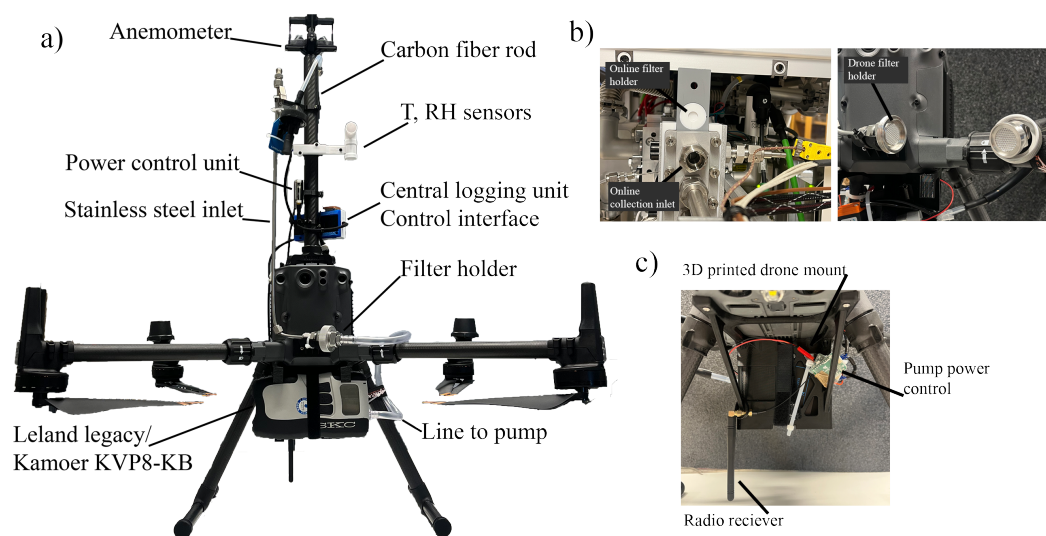 a)
Anemometer
Carbon fiber rod
T, RH sensors
Power control unit
Stainless steel inlet
Central logging unit
Control interface
Filter holder
Leland legacy/
Kamoer KVP8-KB
Line to pump
SKC
b)
Online filter
holder
Online
collection inlet
Drone filter
holder
c)
3D printed drone mount
Pump power
control
Radio reciever